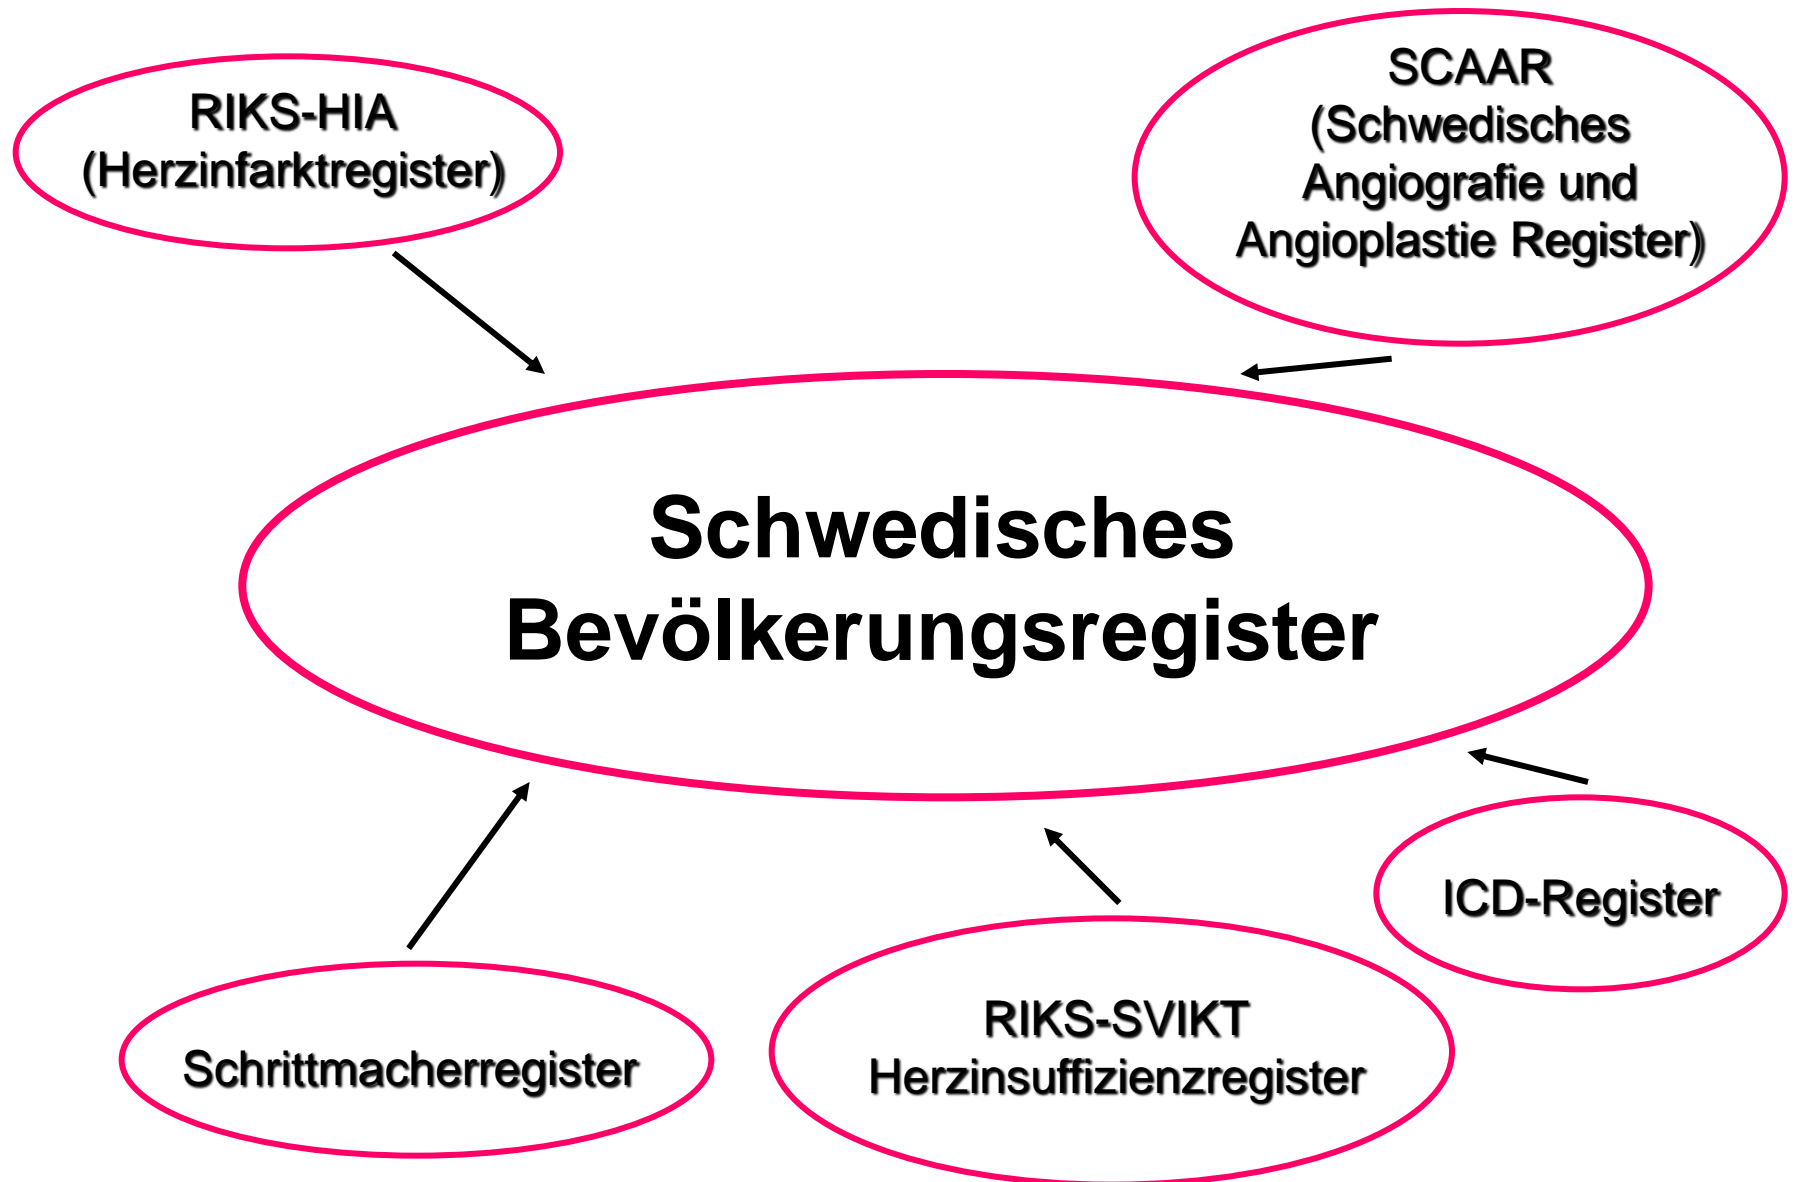 RIKS-HIA
(Herzinfarktregister)
SCAAR
(Schwedisches
Angiografie und
Angioplastie Register)
Schwedisches
Bevölkerungsregister
ICD-Register
RIKS-SVIKT
Herzinsuffizienzregister
Schrittmacherregister